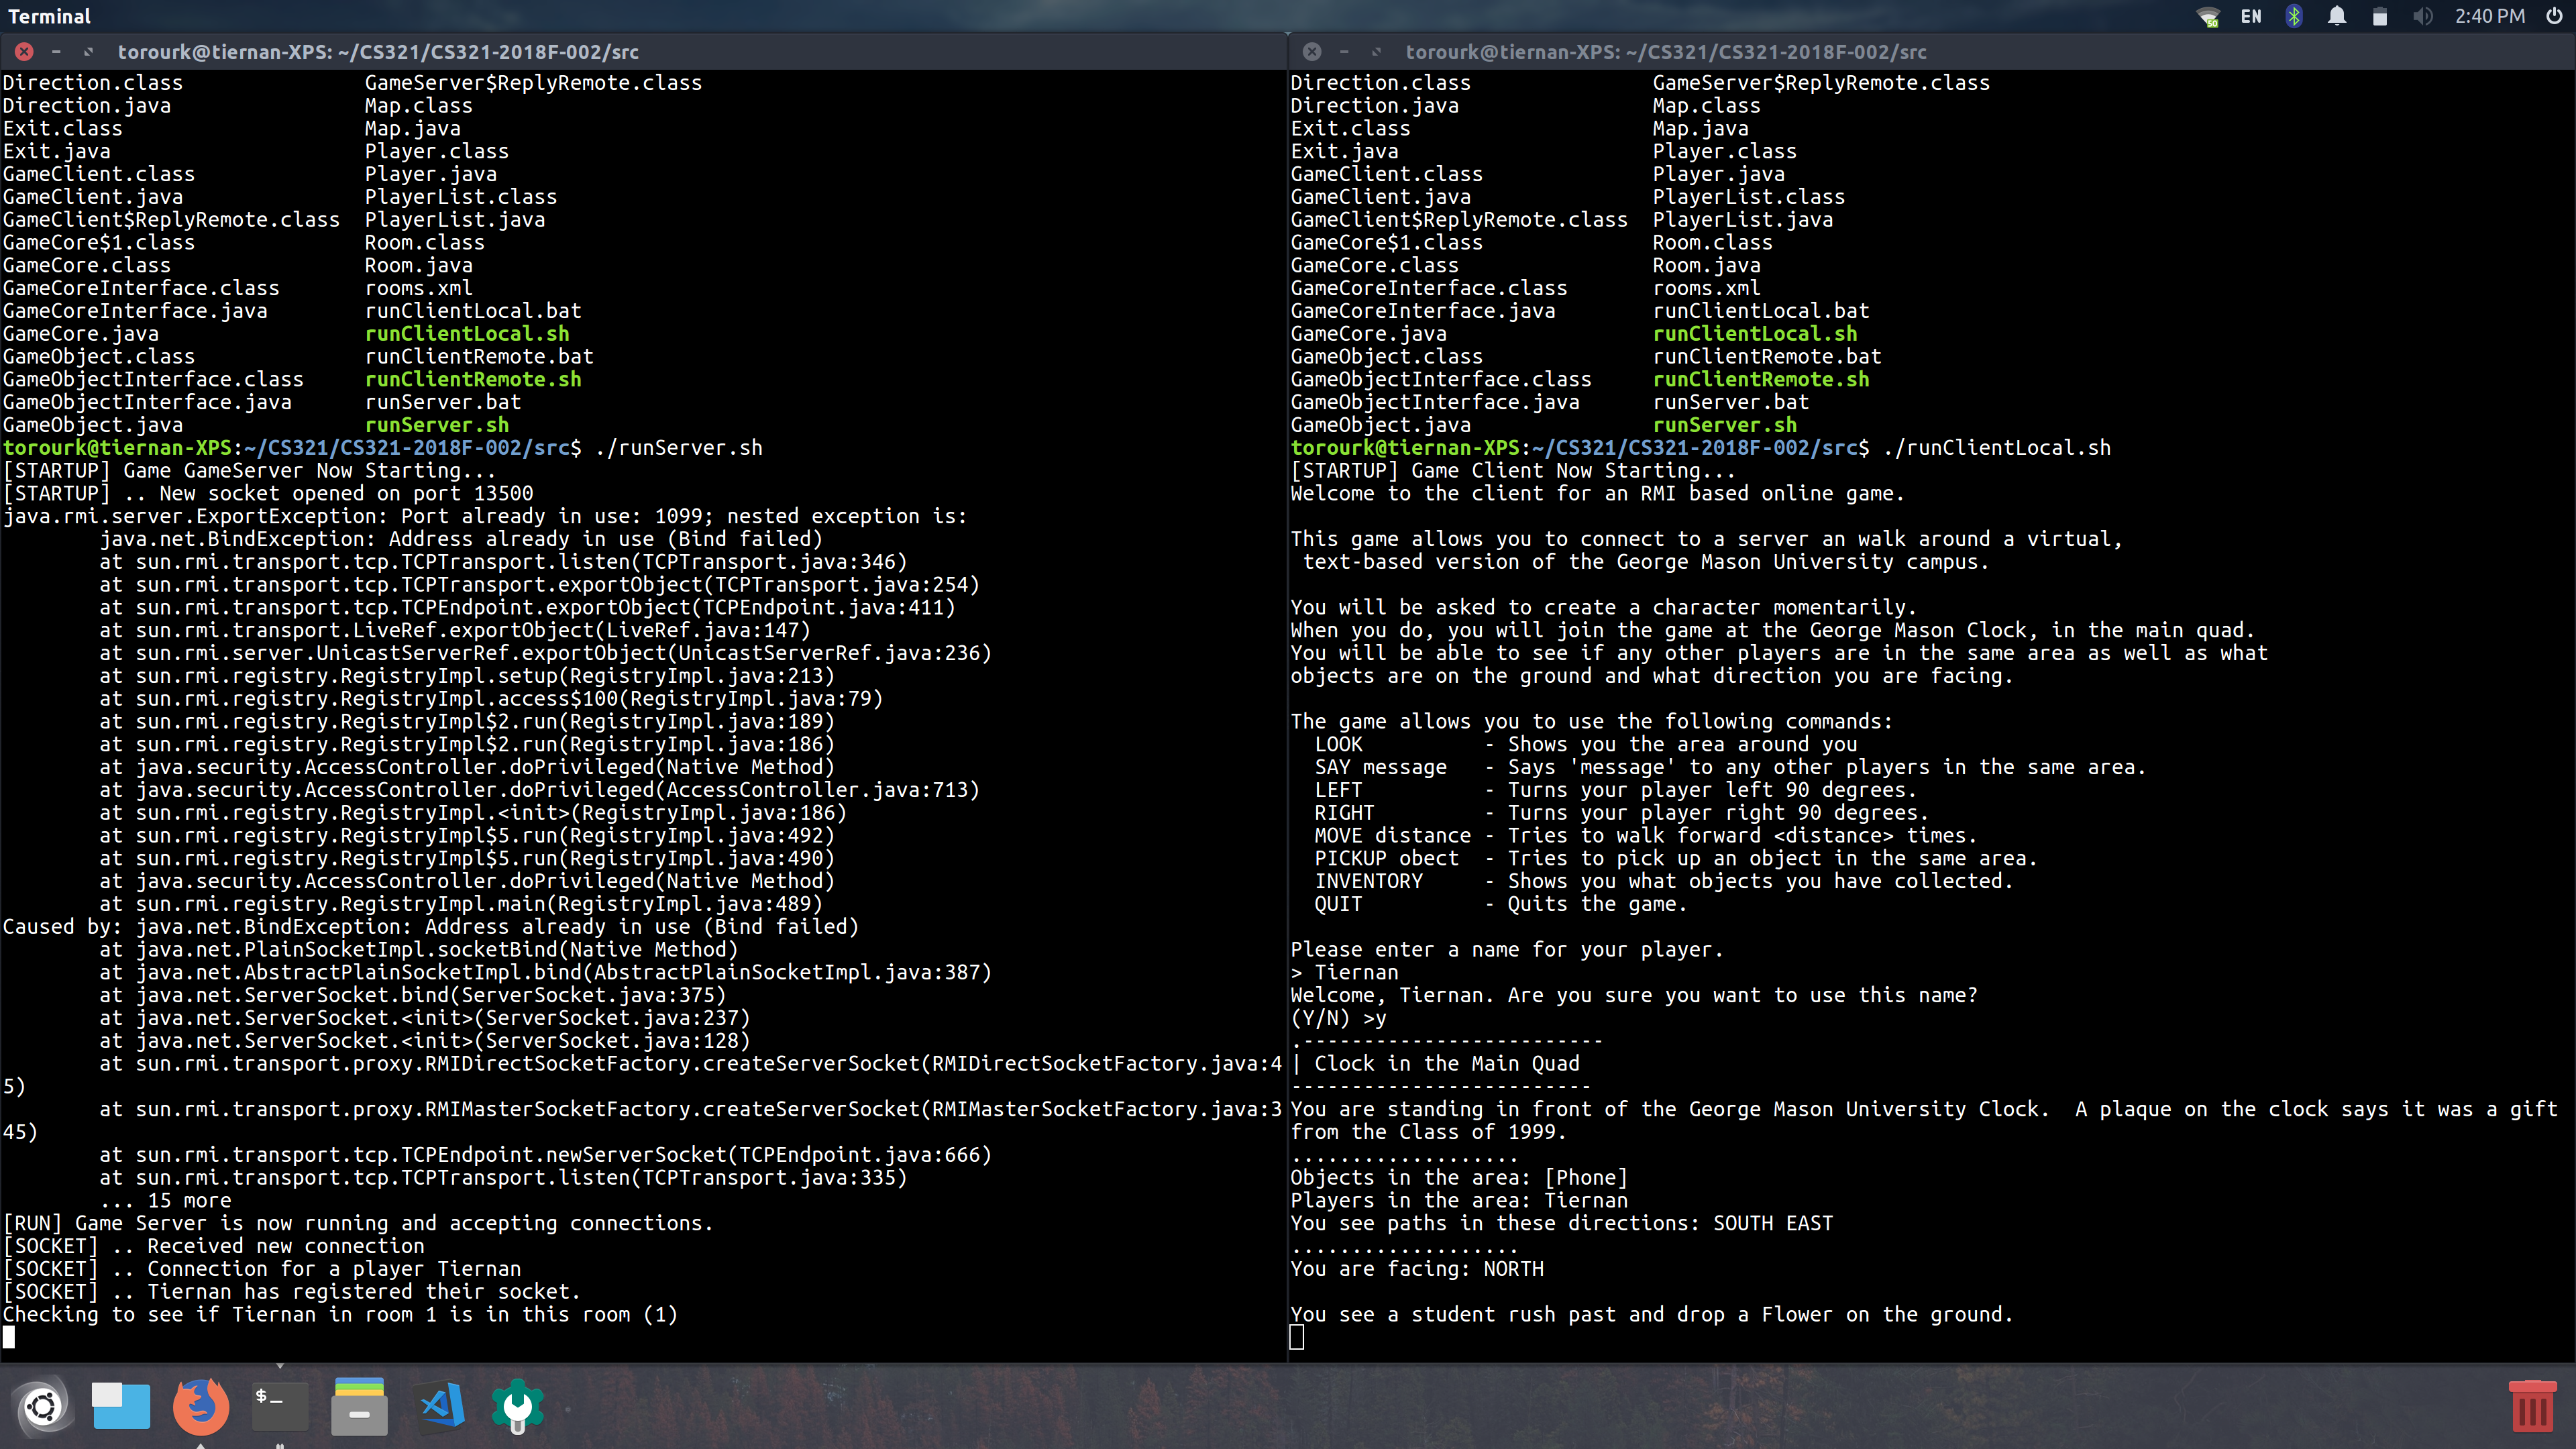 Terminal
50 EN 2:40 PM
torourk@tiernan-XPS: ~/CS321/CS321-2018F-002/src
Direction.class GameServer$ReplyRemote.class
Direction.java Map.class
Exit.class Map.java
Exit.java Player.class
GameClient.class Player.java
GameClient.java PlayerList.class
GameClient$ReplyRemote.class PlayerList.java
GameCore$1.class Room.class
GameCore.class Room.java
GameCoreInterface.class rooms.xml
GameCoreInterface.java runClientLocal.bat
GameCore.java runClientLocal.sh
GameObject.class runClientRemote.bat
GameObjectInterface.class runClientRemote.sh
GameObjectInterface.java runServer.bat
GameObject.java runServer.sh
torourk@tiernan-XPS:~/CS321/CS321-2018F-002/src$ ./runServer.sh
[STARTUP] Game GameServer Now Starting...
[STARTUP] .. New socket opened on port 13500
java.rmi.server.ExportException: Port already in use: 1099; nested exception is:
java.net.BindException: Address already in use (Bind failed)
at sun.rmi.transport.tcp.TCPTransport.listen(TCPTransport.java:346)
at sun.rmi.transport.tcp.TCPTransport.exportObject(TCPTransport.java:254)
at sun.rmi.transport.tcp.TCPEndpoint.exportObject(TCPEndpoint.java:411)
at sun.rmi.transport.LiveRef.exportObject(LiveRef.java:147)
at sun.rmi.server.UnicastServerRef.exportObject(UnicastServerRef.java:236)
at sun.rmi.registry.RegistryImpl.setup(RegistryImpl.java:213)
at sun.rmi.registry.RegistryImpl.access$100(RegistryImpl.java:79)
at sun.rmi.registry.RegistryImpl$2.run(RegistryImpl.java:189)
at sun.rmi.registry.RegistryImpl$2.run(RegistryImpl.java:186)
at java.security.AccessController.doPrivileged(Native Method)
at java.security.AccessController.doPrivileged(AccessController.java:713)
at sun.rmi.registry.RegistryImpl.<init>(RegistryImpl.java:186)
at sun.rmi.registry.RegistryImpl$5.run(RegistryImpl.java:492)
at sun.rmi.registry.RegistryImpl$5.run(RegistryImpl.java:490)
at java.security.AccessController.doPrivileged(Native Method)
at sun.rmi.registry.RegistryImpl.main(RegistryImpl.java:489)
Caused by: java.net.BindException: Address already in use (Bind failed)
at java.net.PlainSocketImpl.socketBind(Native Method)
at java.net.AbstractPlainSocketImpl.bind(AbstractPlainSocketImpl.java:387)
at java.net.ServerSocket.bind(ServerSocket.java:375)
at java.net.ServerSocket.<init>(ServerSocket.java:237)
at java.net.ServerSocket.<init>(ServerSocket.java:128)
at sun.rmi.transport.proxy.RMIDirectSocketFactory.createServerSocket(RMIDirectSocketFactory.java:4
5)
at sun.rmi.transport.proxy.RMIMasterSocketFactory.createServerSocket(RMIMasterSocketFactory.java:3
45)
at sun.rmi.transport.tcp.TCPEndpoint.newServerSocket(TCPEndpoint.java:666)
at sun.rmi.transport.tcp.TCPTransport.listen(TCPTransport.java:335)
... 15 more
[RUN] Game Server is now running and accepting connections.
[SOCKET] .. Received new connection
[SOCKET] .. Connection for a player Tiernan
[SOCKET] .. Tiernan has registered their socket.
Checking to see if Tiernan in room 1 is in this room (1)
torourk@tiernan-XPS: ~/CS321/CS321-2018F-002/src
Direction.class GameServer$ReplyRemote.class
Direction.java Map.class
Exit.class Map.java
Exit.java Player.class
GameClient.class Player.java
GameClient.java PlayerList.class
GameClient$ReplyRemote.class PlayerList.java
GameCore$1.class Room.class
GameCore.class Room.java
GameCoreInterface.class rooms.xml
GameCoreInterface.java runClientLocal.bat
GameCore.java runClientLocal.sh
GameObject.class runClientRemote.bat
GameObjectInterface.class runClientRemote.sh
GameObjectInterface.java runServer.bat
GameObject.java runServer.sh
torourk@tiernan-XPS:~/CS321/CS321-2018F-002/src$ ./runClientLocal.sh
[STARTUP] Game Client Now Starting...
Welcome to the client for an RMI based online game.
This game allows you to connect to a server an walk around a virtual,
text-based version of the George Mason University campus.
You will be asked to create a character momentarily.
When you do, you will join the game at the George Mason Clock, in the main quad.
You will be able to see if any other players are in the same area as well as what
objects are on the ground and what direction you are facing.
The game allows you to use the following commands:
LOOK - Shows you the area around you
SAY message - Says 'message' to any other players in the same area.
LEFT - Turns your player left 90 degrees.
RIGHT - Turns your player right 90 degrees.
MOVE distance - Tries to walk forward <distance> times.
PICKUP obect - Tries to pick up an object in the same area.
INVENTORY - Shows you what objects you have collected.
QUIT - Quits the game.
Please enter a name for your player.
> Tiernan
Welcome, Tiernan. Are you sure you want to use this name?
(Y/N) >y
.-------------------------
| Clock in the Main Quad
-------------------------
You are standing in front of the George Mason University Clock.  A plaque on the clock says it was a gift
from the Class of 1999.
...................
Objects in the area: [Phone]
Players in the area: Tiernan
You see paths in these directions: SOUTH EAST
...................
You are facing: NORTH
You see a student rush past and drop a Flower on the ground.
$_